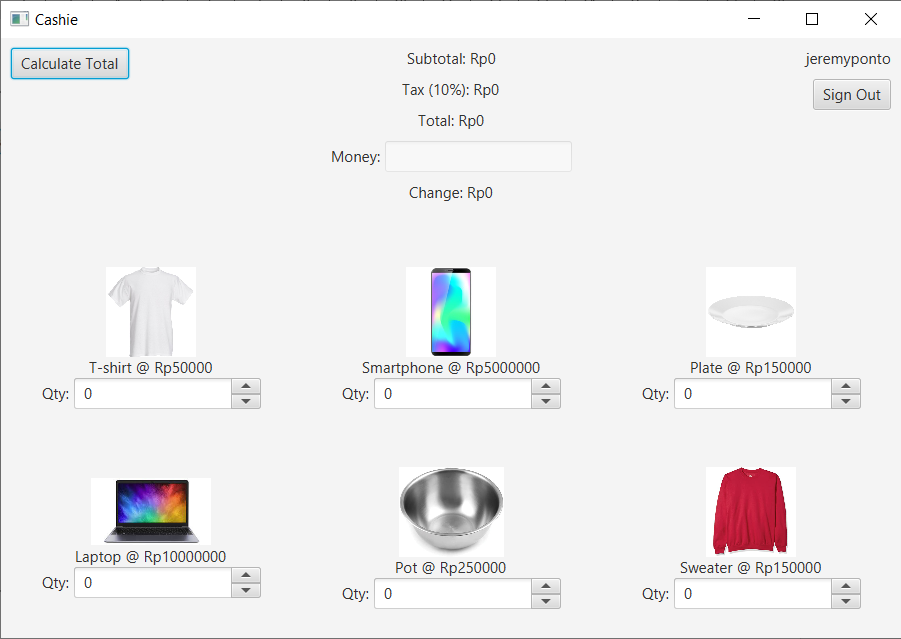 Cashie
Calculate Total
Subtotal: Rp0
jeremyponto
Tax (10%): Rp0
Sign Out
Total: Rp0
Money:
Change: Rp0
T-shirt @ Rp50000
Qty: 0
Smartphone @ Rp5000000
Qty: 0
Plate @ Rp150000
Qty: 0
Laptop @ Rp10000000
Qty: 0
Pot @ Rp250000
Qty: 0
Sweater @ Rp150000
Qty: 0